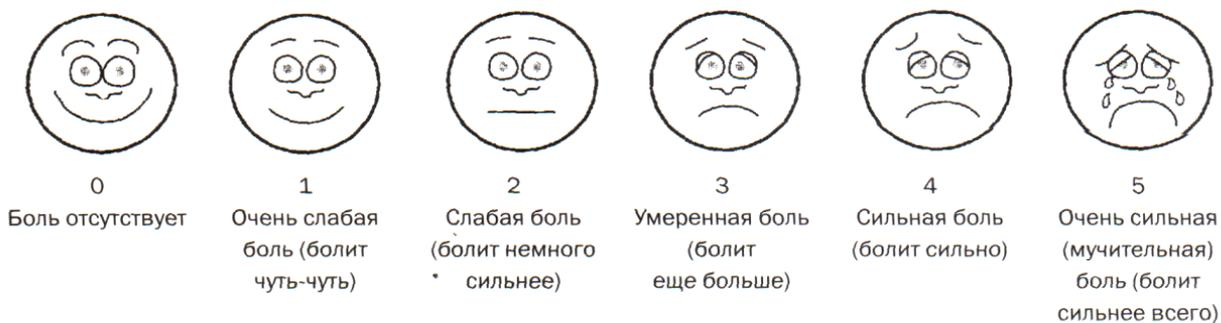 0
Боль отсутствует
1
Очень слабая
боль (болит
чуть-чуть)
2
Слабая боль
(болит немного
сильнее)
3
Умеренная боль
(болит
еще больше)
4
Сильная боль
(болит сильно)
5
Очень сильная
(мучительная)
боль (болит
сильнее всего)